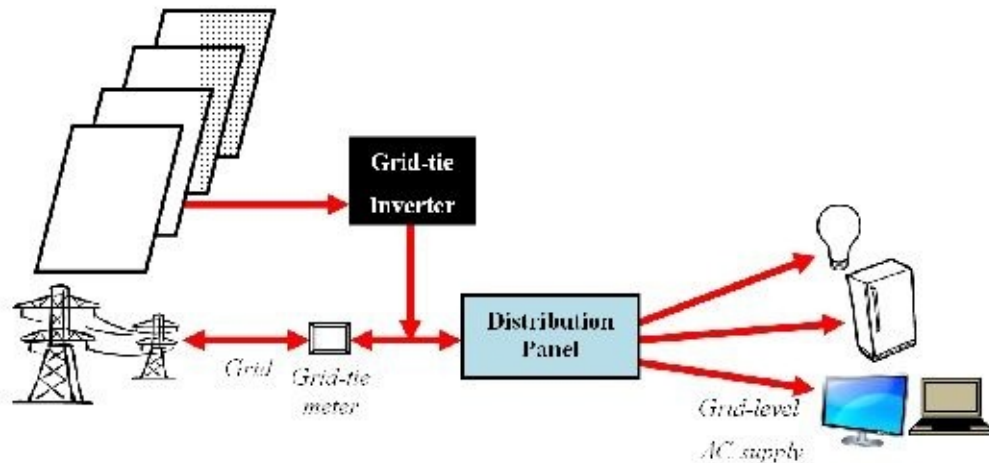 Grid-tie
Inverter
Distribution
Panel
Grid
Grid-tie
meter
Grid-level
AC supply